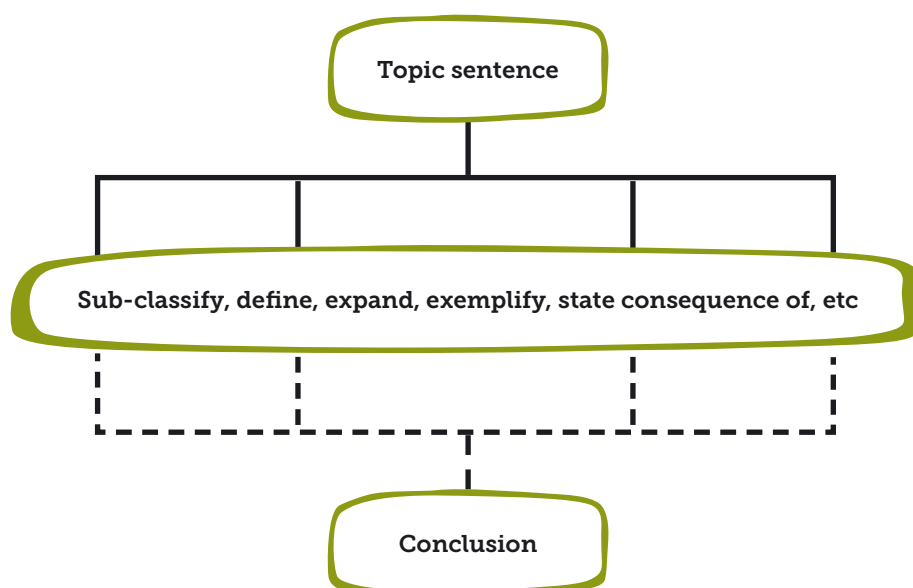 Topic sentence
Sub-classify, define, expand, exemplify, state consequence of, etc
Conclusion